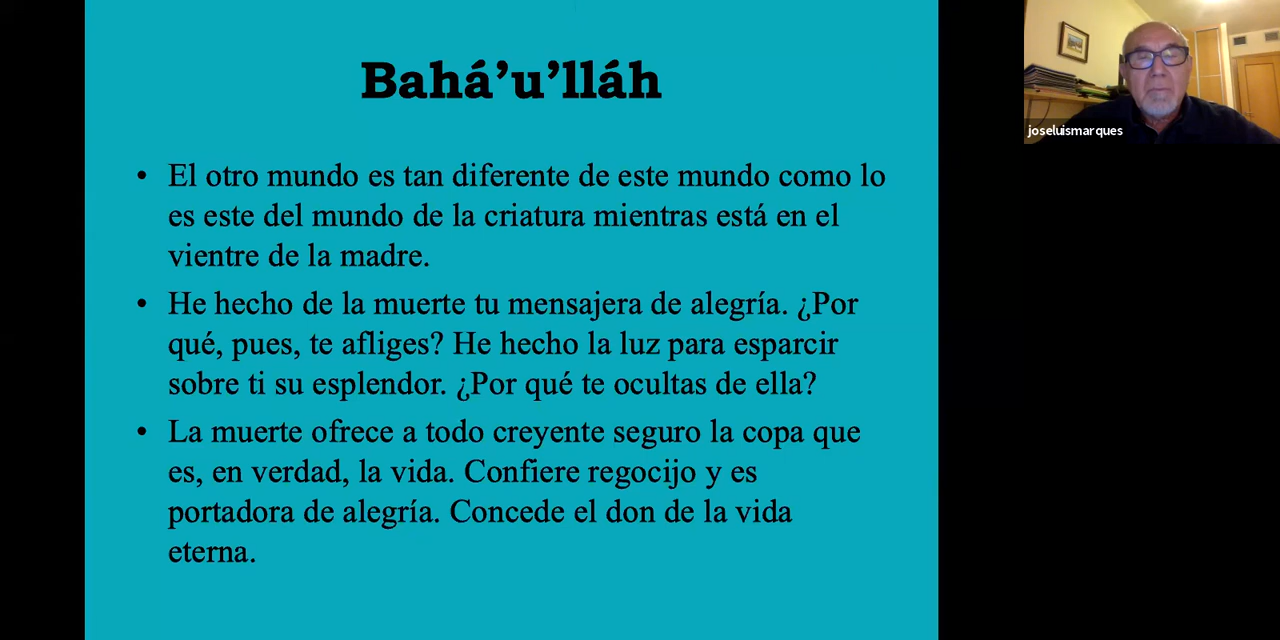 Bahá’u’lláh
• El otro mundo es tan diferente de este mundo como lo
es este del mundo de la criatura mientras está en el
vientre de la madre.
• He hecho de la muerte tu mensajera de alegría. ¿Por
qué, pues, te afliges? He hecho la luz para esparcir
sobre ti su esplendor. ¿Por qué te ocultas de ella?
• La muerte ofrece a todo creyente seguro la copa que
es, en verdad, la vida. Confiere regocijo y es
portadora de alegría. Concede el don de la vida
eterna.
joseluismarques